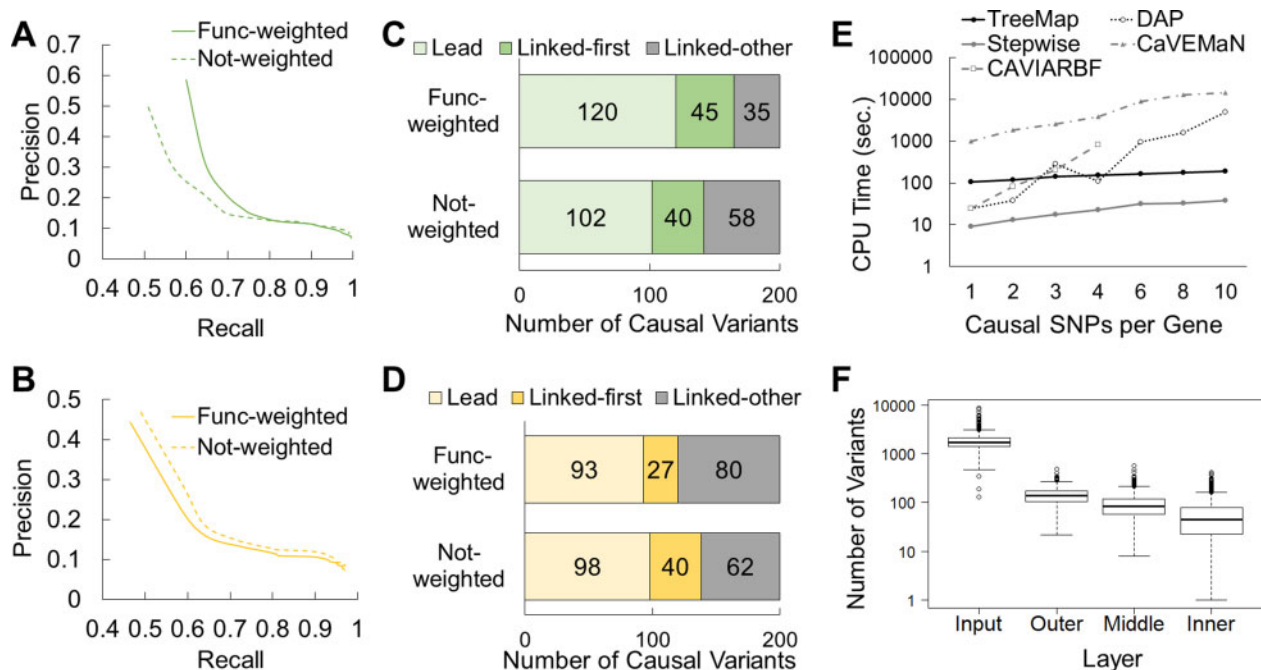 A
Func-weighted
Not-weighted
0.7
0.6
0.5
0.4
0.3
0.2
0.1
0
0.4 0.5 0.6 0.7 0.8 0.9 1
Precision
Recall
B
Func-weighted
Not-weighted
0.5
0.4
0.3
0.2
0.1
0
0.4 0.5 0.6 0.7 0.8 0.9 1
Precision
Recall
C
Lead Linked-first Linked-other
Func-
weighted
120 45 35
Not-
weighted
102 40 58
0 100 200
Number of Causal Variants
D
Lead Linked-first Linked-other
Func-
weighted
93 27 80
Not-
weighted
98 40 62
0 100 200
Number of Causal Variants
E
TreeMap DAP
Stepwise CaVEMaN
CAVIARBF
10000
1000
100
10
1
CPU Time (sec.)
1 2 3 4 6 8 10
Causal SNPs per Gene
F
10000
1000
100
10
1
Number of Variants
Input Outer Middle Inner
Layer